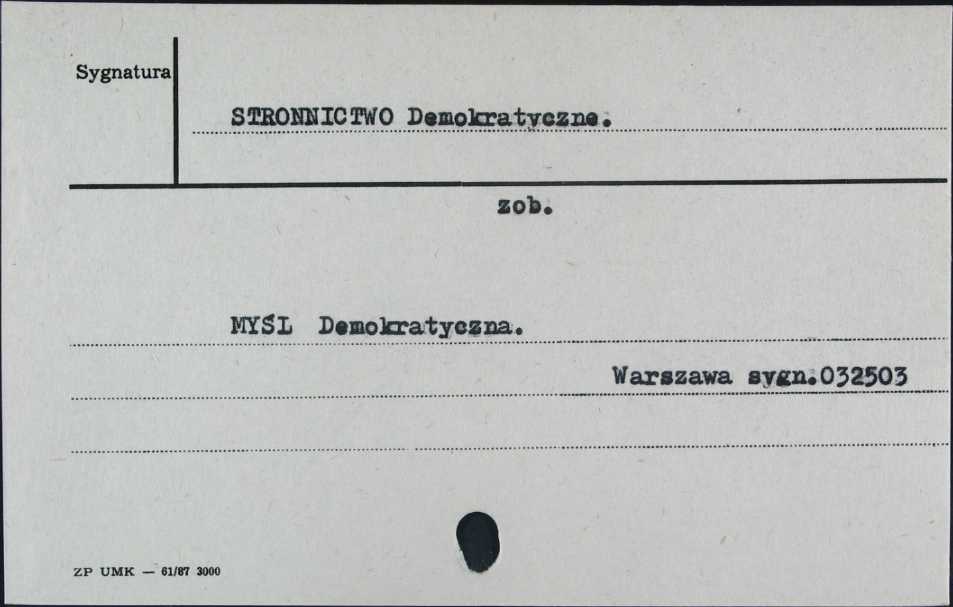 Sygnatura
STRONNICTWO Demokratyczne.
zob.
MYŚL Demokratyczna.
Warszawa sygn.032503
ZP UMK — 61/87 3000